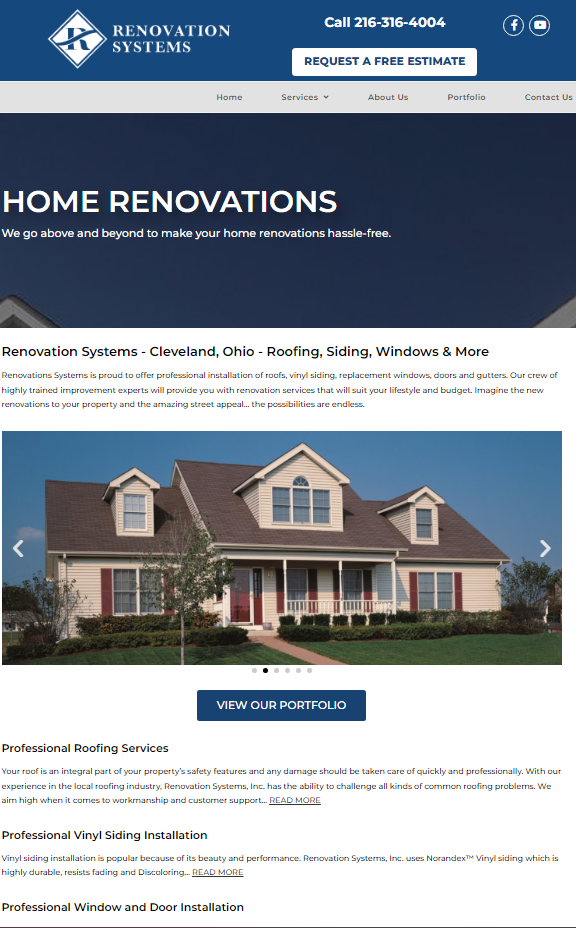 RENOVATION
SYSTEMS
Call 216-316-4004
REQUEST A FREE ESTIMATE
Home Services About Us Portfolio Contact Us
HOME RENOVATIONS
We go above and beyond to make your home renovations hassle-free.
Renovation Systems - Cleveland, Ohio - Roofing, Siding, Windows & More
Renovations Systems is proud to offer professional installation of roofs, vinyl siding, replacement windows, doors and gutters. Our crew of
highly trained improvement experts will provide you with renovation services that will suit your lifestyle and budget. Imagine the new
renovations to your property and the amazing street appeal... the possibilities are endless.
VIEW OUR PORTFOLIO
Professional Roofing Services
Your roof is an integral part of your property's safety features and any damage should be taken care of quickly and professionally. With our
experience in the local roofing industry, Renovation Systems, Inc. has the ability to challenge all kinds of common roofing problems. We
aim high when it comes to workmanship and customer support... READ MORE
Professional Vinyl Siding Installation
Vinyl siding installation is popular because of its beauty and performance. Renovation Systems, Inc. uses Norandex™ Vinyl siding which is
highly durable, resists fading and Discoloring... READ MORE
Professional Window and Door Installation